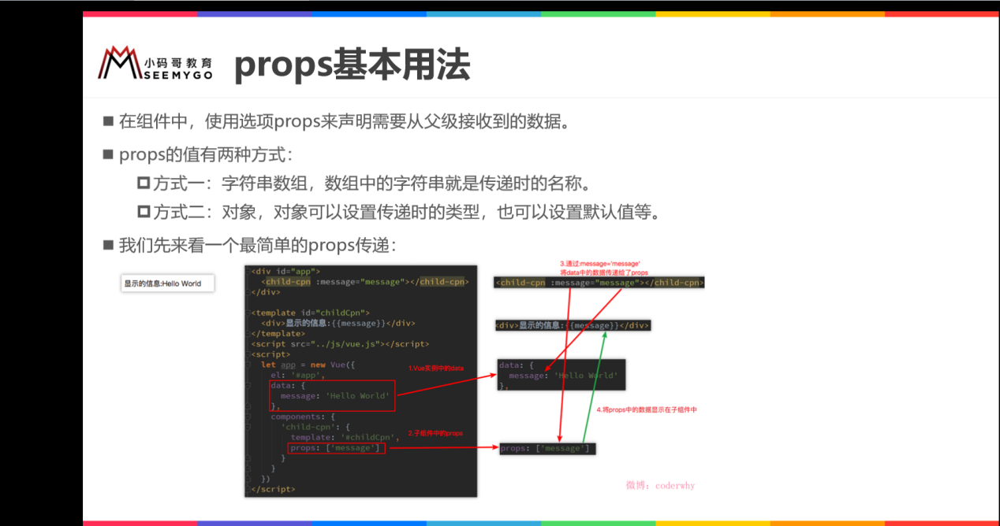 小码哥教育
SEEMYGO
props基本用法
■ 在组件中，使用选项props来声明需要从父级接收到的数据。
■ props的值有两种方式：
方式一：字符串数组，数组中的字符串就是传递时的名称。
方式二：对象，对象可以设置传递时的类型，也可以设置默认值等。
■ 我们先来看一个最简单的props传递：
显示的信息:Hello World
<div id="app">
<child-cpn :message="message"></child-cpn>
</div>
<template id="childCpn">
<div>显示的信息:{{message}}</div>
</template>
<script src="../js/vue.js"></script>
<script>
let app = new Vue({
el: '#app',
data: {
message: 'Hello World'
},
components: {
'child-cpn': {
template: '#childCpn',
props: ['message']
}
}
})
</script>
1.Vue实例中的data
2.子组件中的props
3.通过:message='message'
将data中的数据传递给了props
<child-cpn :message="message"></child-cpn>
<div>显示的信息:{{message}}</div>
data: {
message: 'Hello World'
},
4.将props中的数据显示在子组件中
props: ['message']
微博：coderwhy